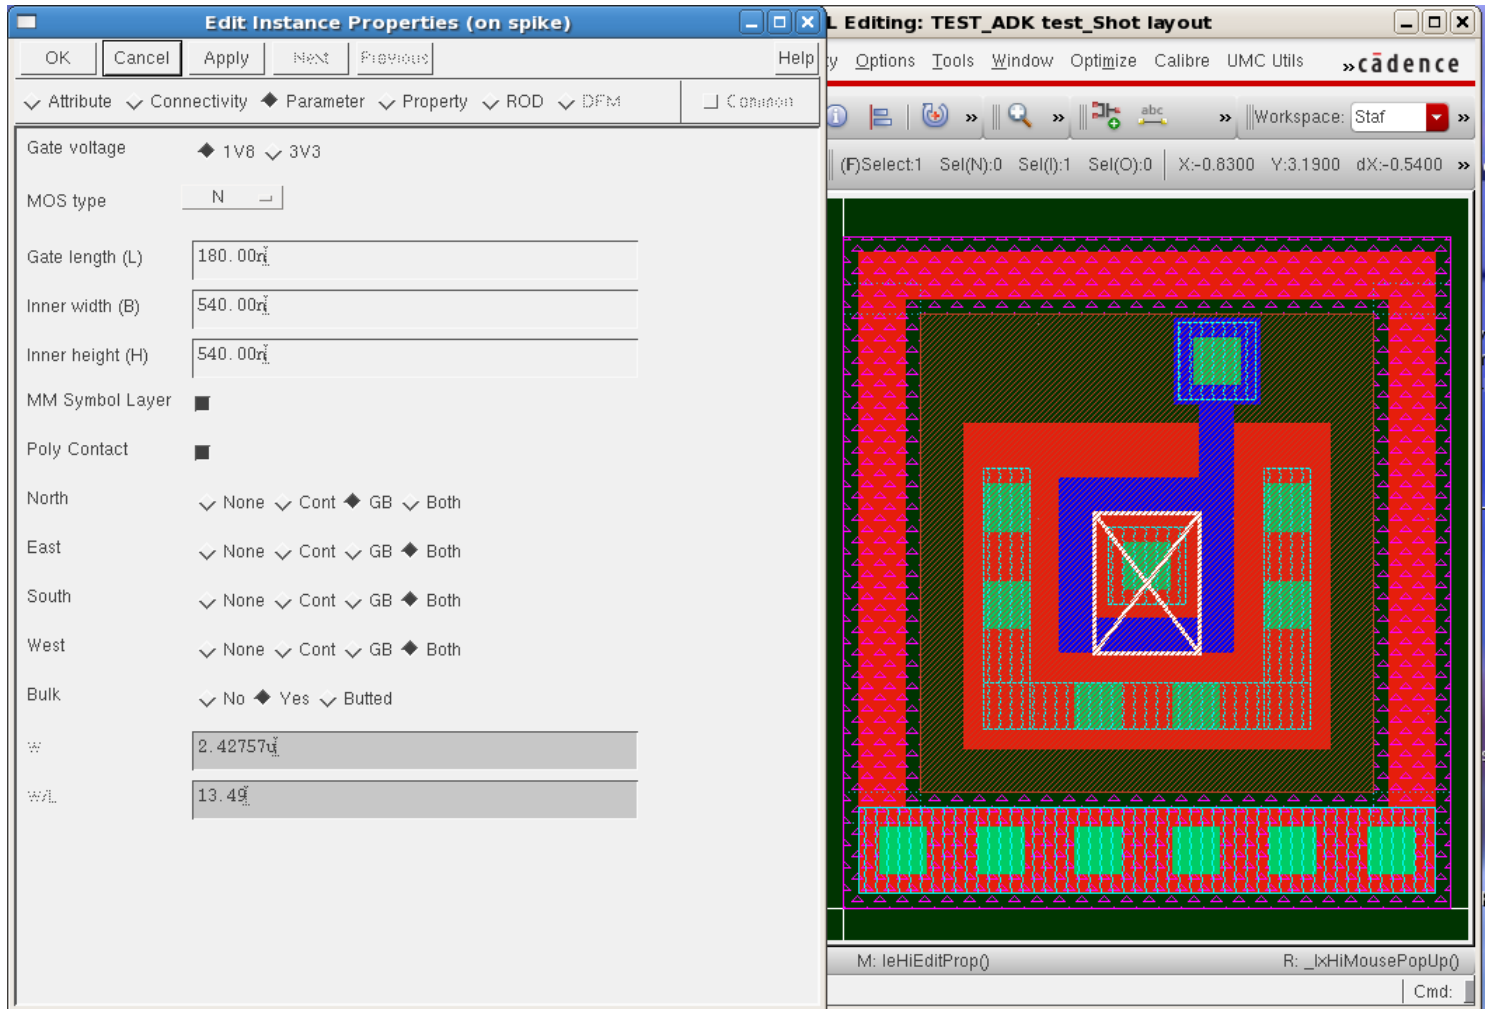 Edit Instance Properties (on spike)
L Editing: TEST_ADK test_Shot layout
OK Cancel Apply Next Previous Help
y Options Tools Window Optimize Calibre UMC Utils » cādence
Attribute Connectivity Parameter Property ROD DFM Common
abc » » » Workspace: Staf »
(F)Select:1 Sel(N):0 Sel(I):1 Sel(O):0 X:-0.8300 Y:3.1900 dX:-0.5400 »
Gate voltage 1V8 3V3
MOS type N
Gate length (L) 180.00n
Inner width (B) 540.00n
Inner height (H) 540.00n
MM Symbol Layer
Poly Contact
North None Cont GB Both
East None Cont GB Both
South None Cont GB Both
West None Cont GB Both
Bulk No Yes Butted
W 2.42757u
W/L 13.49
M: leHiEditProp() R: _lxHiMousePopUp()
Cmd: